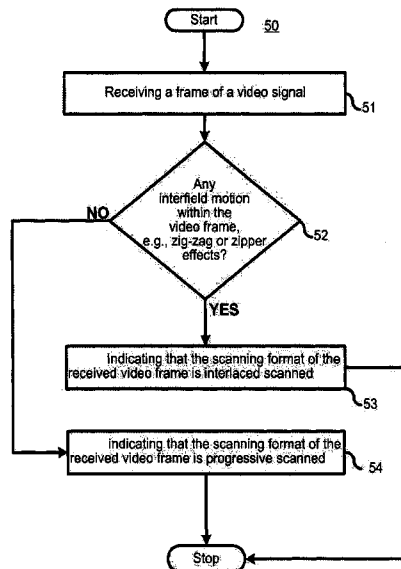 Start
50
Receiving a frame of a video signal
51
Any
interfield motion
within the
video frame,
e.g., zig-zag or zipper
effects?
52
NO
YES
indicating that the scanning format of the
received video frame is interlaced scanned
53
indicating that the scanning format of the
received video frame is progressive scanned
54
Stop